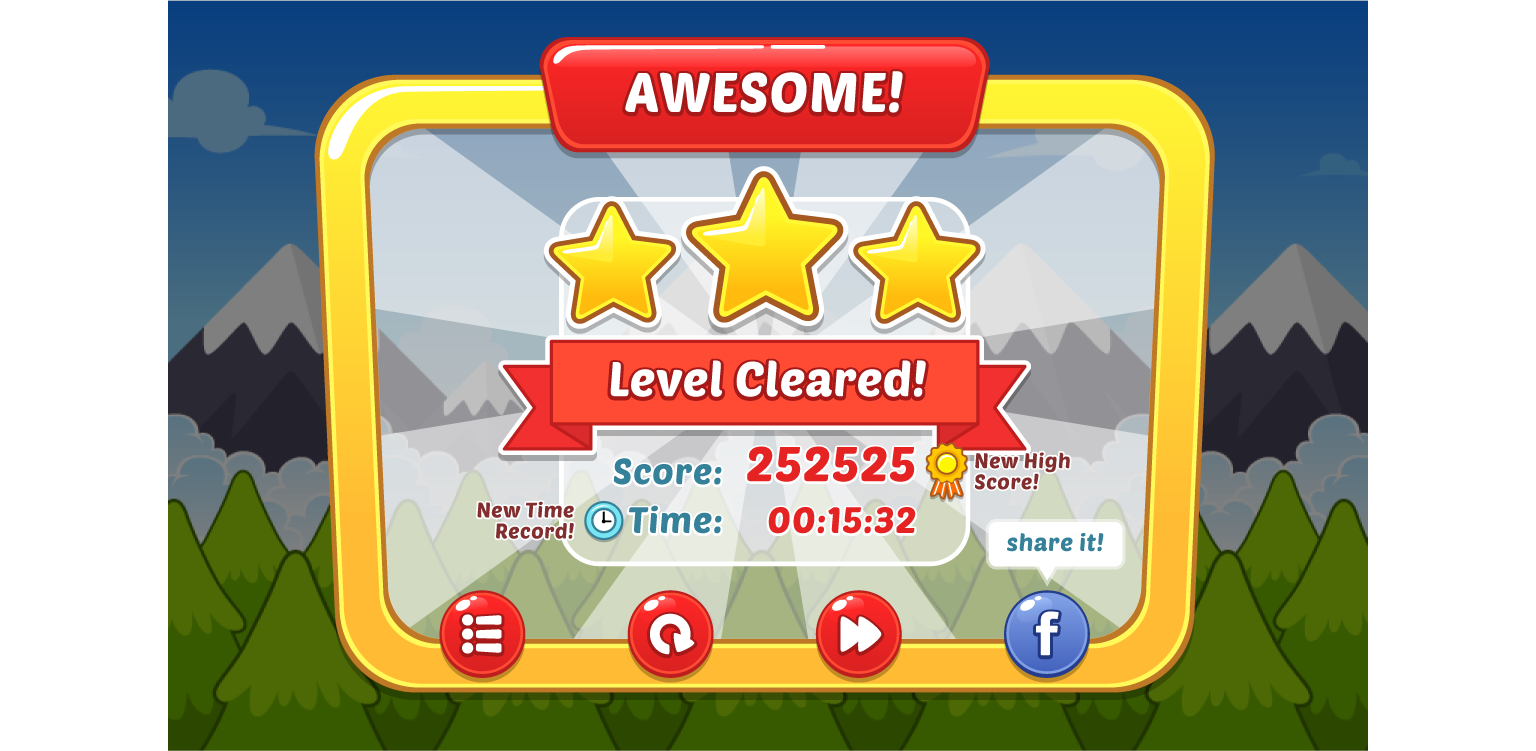 AWESOME!
Level Cleared!
Score: 252525
New High
Score!
New Time
Record!
Time: 00:15:32
share it!
f